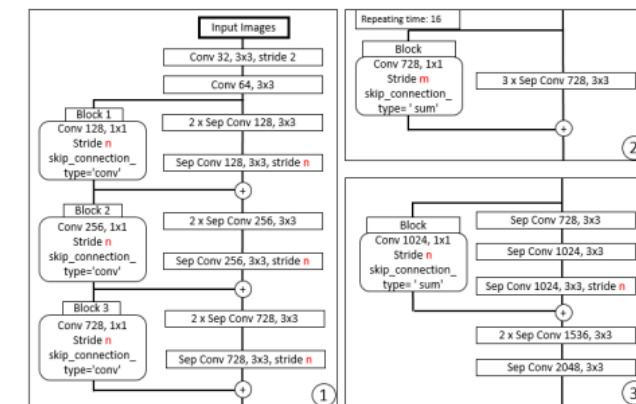 Input Images
Conv 32, 3x3, stride 2
Conv 64, 3x3
Block 1
Conv 128, 1x1
Stride n
skip_connection_
type='conv'
2 x Sep Conv 128, 3x3
Sep Conv 128, 3x3, stride n
+
Block 2
Conv 256, 1x1
Stride n
skip_connection_
type='conv'
2 x Sep Conv 256, 3x3
Sep Conv 256, 3x3, stride n
+
Block 3
Conv 728, 1x1
Stride n
skip_connection_
type='conv'
2 x Sep Conv 728, 3x3
Sep Conv 728, 3x3, stride n
+
1
Repeating time: 16
Block
Conv 728, 1x1
Stride m
skip_connection_
type= ' sum'
3 x Sep Conv 728, 3x3
+
2
Block
Conv 1024, 1x1
Stride n
skip_connection_
type= ' sum'
Sep Conv 728, 3x3
Sep Conv 1024, 3x3
Sep Conv 1024, 3x3, stride n
+
2 x Sep Conv 1536, 3x3
Sep Conv 2048, 3x3
3